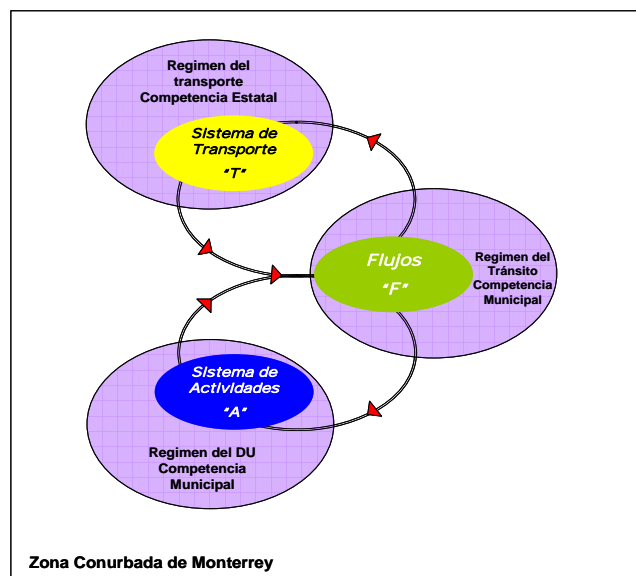 Regimen del
transporte
Competencia Estatal
Sistema de
Transporte
"T"
Flujos
"F"
Regimen del
Tránsito
Competencia
Municipal
Sistema de
Actividades
"A"
Regimen del DU
Competencia
Municipal
Zona Conurbada de Monterrey